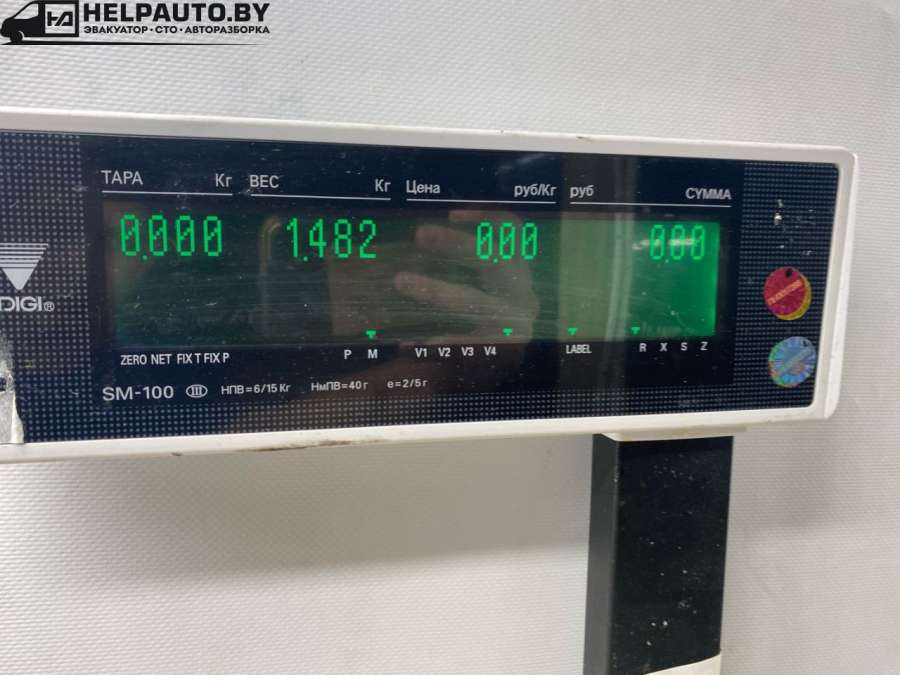 HELPAUTO.BY
ЭВАКУАТОР · СТО · АВТОРАЗБОРКА
ТАРА Кг ВЕС Кг Цена руб/Кг руб СУММА
0.000 1.482 0.00 0.00
DIGI®
ZERO NET FIX T FIX P P M V1 V2 V3 V4 LABEL R X S Z
SM-100 III НПВ=6/15 Кг НмПВ=40 г e=2/5 г